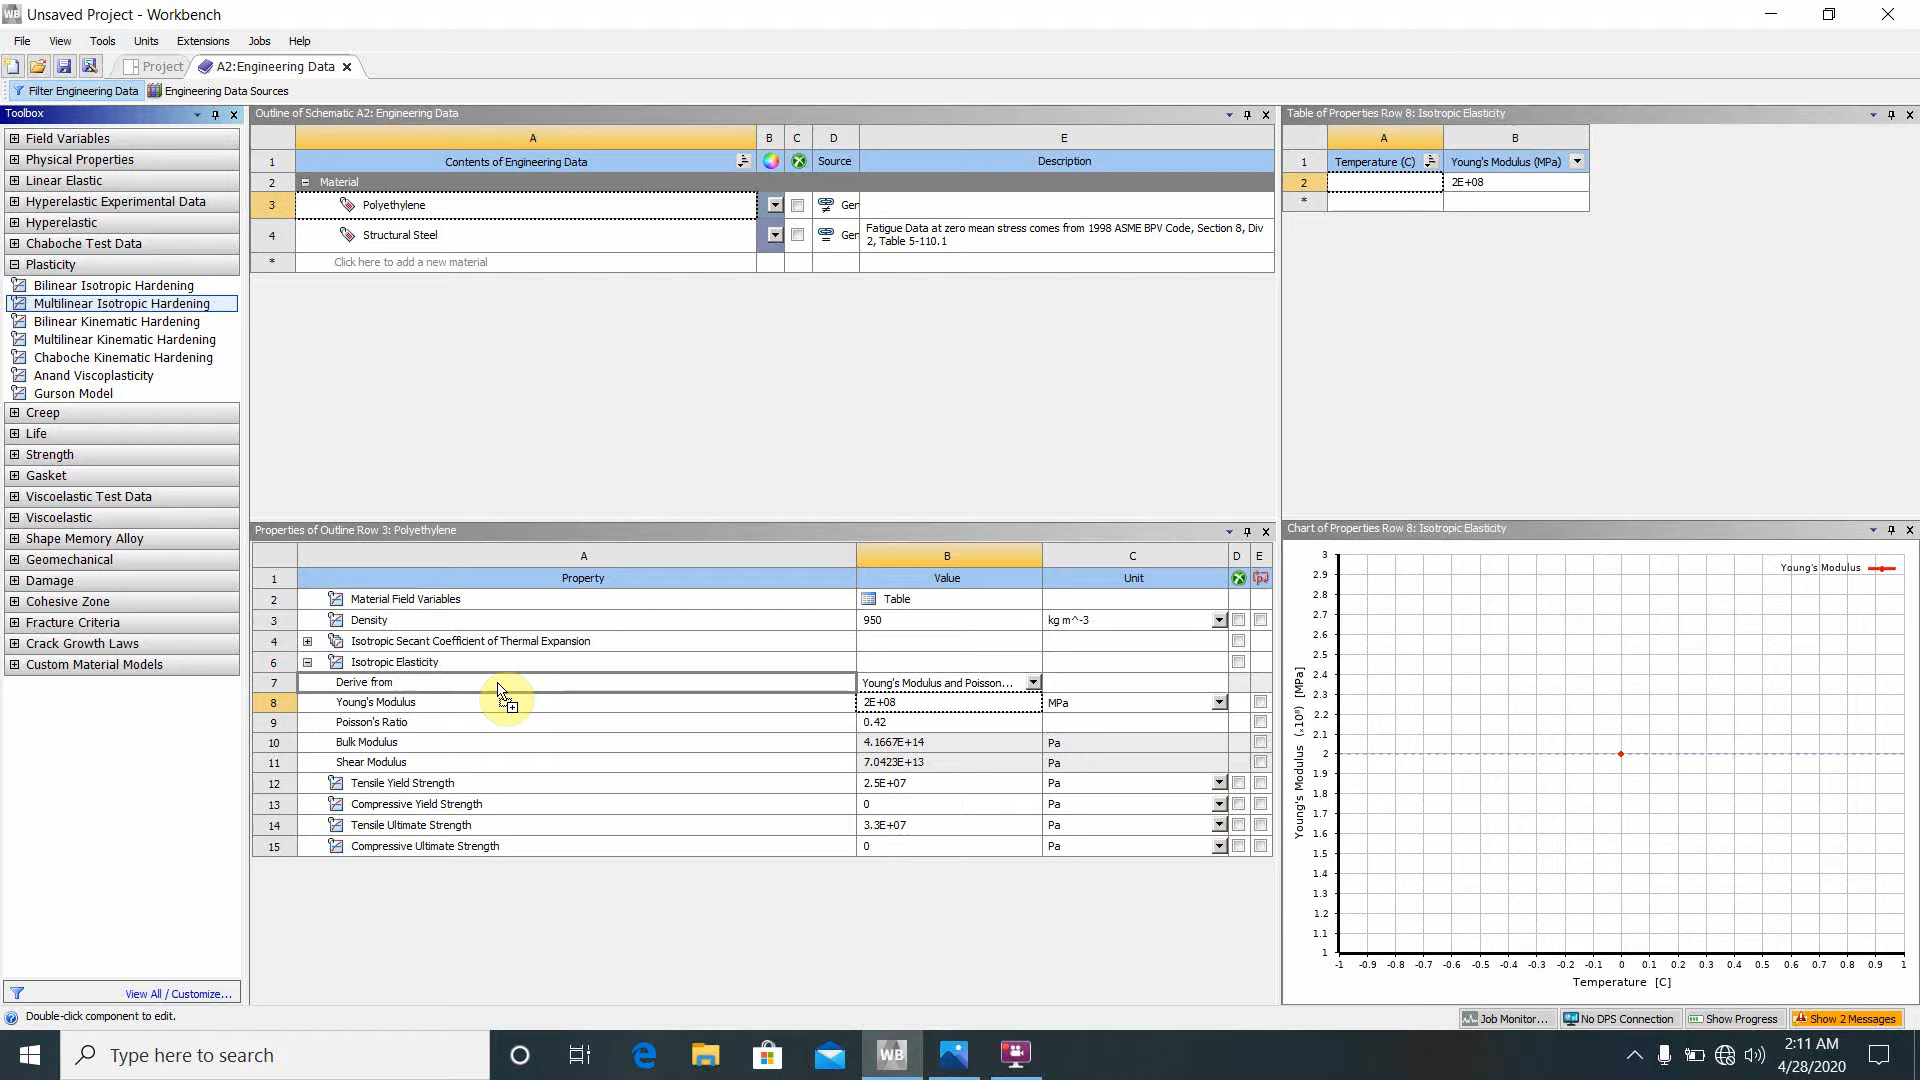 Unsaved Project - Workbench
File View Tools Units Extensions Jobs Help
Project A2:Engineering Data
Filter Engineering Data Engineering Data Sources
Toolbox
Field Variables
Physical Properties
Linear Elastic
Hyperelastic Experimental Data
Hyperelastic
Chaboche Test Data
Plasticity
Bilinear Isotropic Hardening
Multilinear Isotropic Hardening
Bilinear Kinematic Hardening
Multilinear Kinematic Hardening
Chaboche Kinematic Hardening
Anand Viscoplasticity
Gurson Model
Creep
Life
Strength
Gasket
Viscoelastic Test Data
Viscoelastic
Shape Memory Alloy
Geomechanical
Damage
Cohesive Zone
Fracture Criteria
Crack Growth Laws
Custom Material Models
View All / Customize...
Outline of Schematic A2: Engineering Data
A B C D E
1 Contents of Engineering Data Source Description
2 Material
3 Polyethylene Ger
4 Structural Steel Ger Fatigue Data at zero mean stress comes from 1998 ASME BPV Code, Section 8, Div
2, Table 5-110.1
* Click here to add a new material
Properties of Outline Row 3: Polyethylene
A B C D E
1 Property Value Unit
2 Material Field Variables Table
3 Density 950 kg m^-3
4 Isotropic Secant Coefficient of Thermal Expansion
6 Isotropic Elasticity
7 Derive from Young's Modulus and Poisson...
8 Young's Modulus 2E+08 MPa
9 Poisson's Ratio 0.42
10 Bulk Modulus 4.1667E+14 Pa
11 Shear Modulus 7.0423E+13 Pa
12 Tensile Yield Strength 2.5E+07 Pa
13 Compressive Yield Strength 0 Pa
14 Tensile Ultimate Strength 3.3E+07 Pa
15 Compressive Ultimate Strength 0 Pa
Table of Properties Row 8: Isotropic Elasticity
A B
1 Temperature (C) Young's Modulus (MPa)
2 2E+08
*
Chart of Properties Row 8: Isotropic Elasticity
Young's Modulus
Young's Modulus (x10⁸) [MPa]
3
2.9
2.8
2.7
2.6
2.5
2.4
2.3
2.2
2.1
2
1.9
1.8
1.7
1.6
1.5
1.4
1.3
1.2
1.1
1
-1 -0.9 -0.8 -0.7 -0.6 -0.5 -0.4 -0.3 -0.2 -0.1 0 0.1 0.2 0.3 0.4 0.5 0.6 0.7 0.8 0.9 1
Temperature [C]
Double-click component to edit.
Job Monitor... No DPS Connection Show Progress Show 2 Messages
Type here to search
WB
2:11 AM
4/28/2020